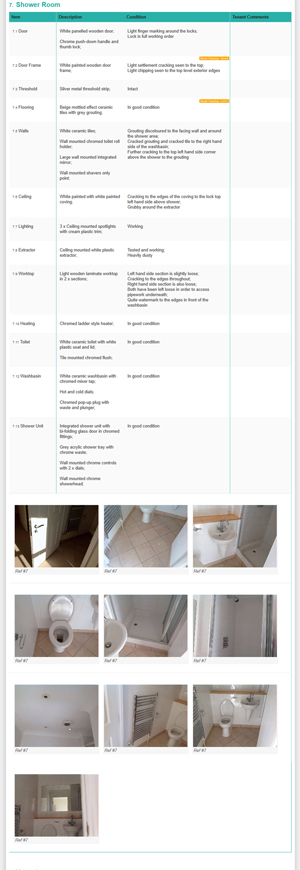 7. Shower Room
Item Description Condition Tenant Comments
7.1 Door White panelled wooden door; Light finger marking around the locks;
Lock in full working order
Chrome push-down handle and
thumb lock;
7.2 Door Frame White painted wooden door Light settlement cracking seen to the top;
frame; Light chipping seen to the top level exterior edges
7.3 Threshold Silver metal threshold strip; Intact
7.4 Flooring Beige mottled effect ceramic In good condition
tiles with grey grouting;
7.5 Walls White ceramic tiles; Grouting discoloured to the facing wall and around
the shower area;
Wall mounted chromed toilet roll Cracked grouting and cracked tile to the right hand
holder; side of the washbasin;
Further cracking to the top left hand side corner
Large wall mounted integrated above the shower to the grouting
mirror;
Wall mounted shavers only
point;
7.6 Ceiling White painted with white painted Cracking to the edges of the coving to the lock top
coving left hand side above shower;
Grubby around the extractor
7.7 Lighting 3 x Ceiling mounted spotlights Working
with cream plastic trim;
7.8 Extractor Ceiling mounted white plastic Tested and working;
extractor; Heavily dusty
7.9 Worktop Light wooden laminate worktop Left hand side section is slightly loose;
in 2 x sections; Cracking to the edges throughout;
Right hand side section is also loose;
Both have been left loose in order to access
pipework underneath;
Quite watermark to the edges in front of the
washbasin
7.10 Heating Chromed ladder style heater; In good condition
7.11 Toilet White ceramic toilet with white In good condition
plastic seat and lid;
Tile mounted chromed flush;
7.12 Washbasin White ceramic washbasin with In good condition
chromed mixer tap;
Hot and cold dials;
Chromed pop-up plug with
waste and plunger;
7.13 Shower Unit Integrated shower unit with In good condition
bi-folding glass door in chromed
fittings;
Grey acrylic shower tray with
chrome waste;
Wall mounted chrome controls
with 2 x dials;
Wall mounted chrome
showerhead;
Ref #7 Ref #7 Ref #7
Ref #7 Ref #7 Ref #7
Ref #7 Ref #7 Ref #7
Ref #7